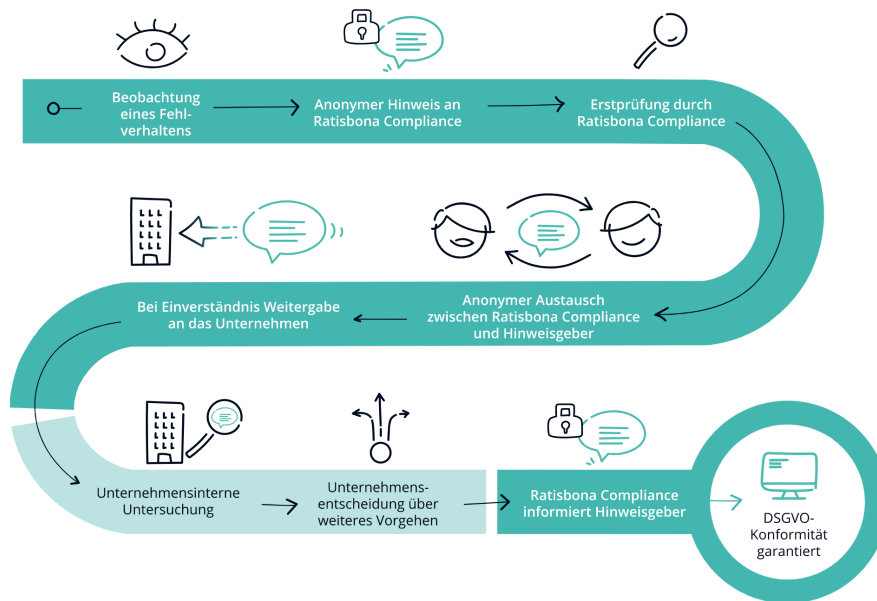 Beobachtung
eines Fehl-
verhaltens
Anonymer Hinweis an
Ratisbona Compliance
Erstprüfung durch
Ratisbona Compliance
Anonymer Austausch
zwischen Ratisbona Compliance
und Hinweisgeber
Bei Einverständnis Weitergabe
an das Unternehmen
Unternehmensinterne
Untersuchung
Unternehmens-
entscheidung über
weiteres Vorgehen
Ratisbona Compliance
informiert Hinweisgeber
DSGVO-
Konformität
garantiert